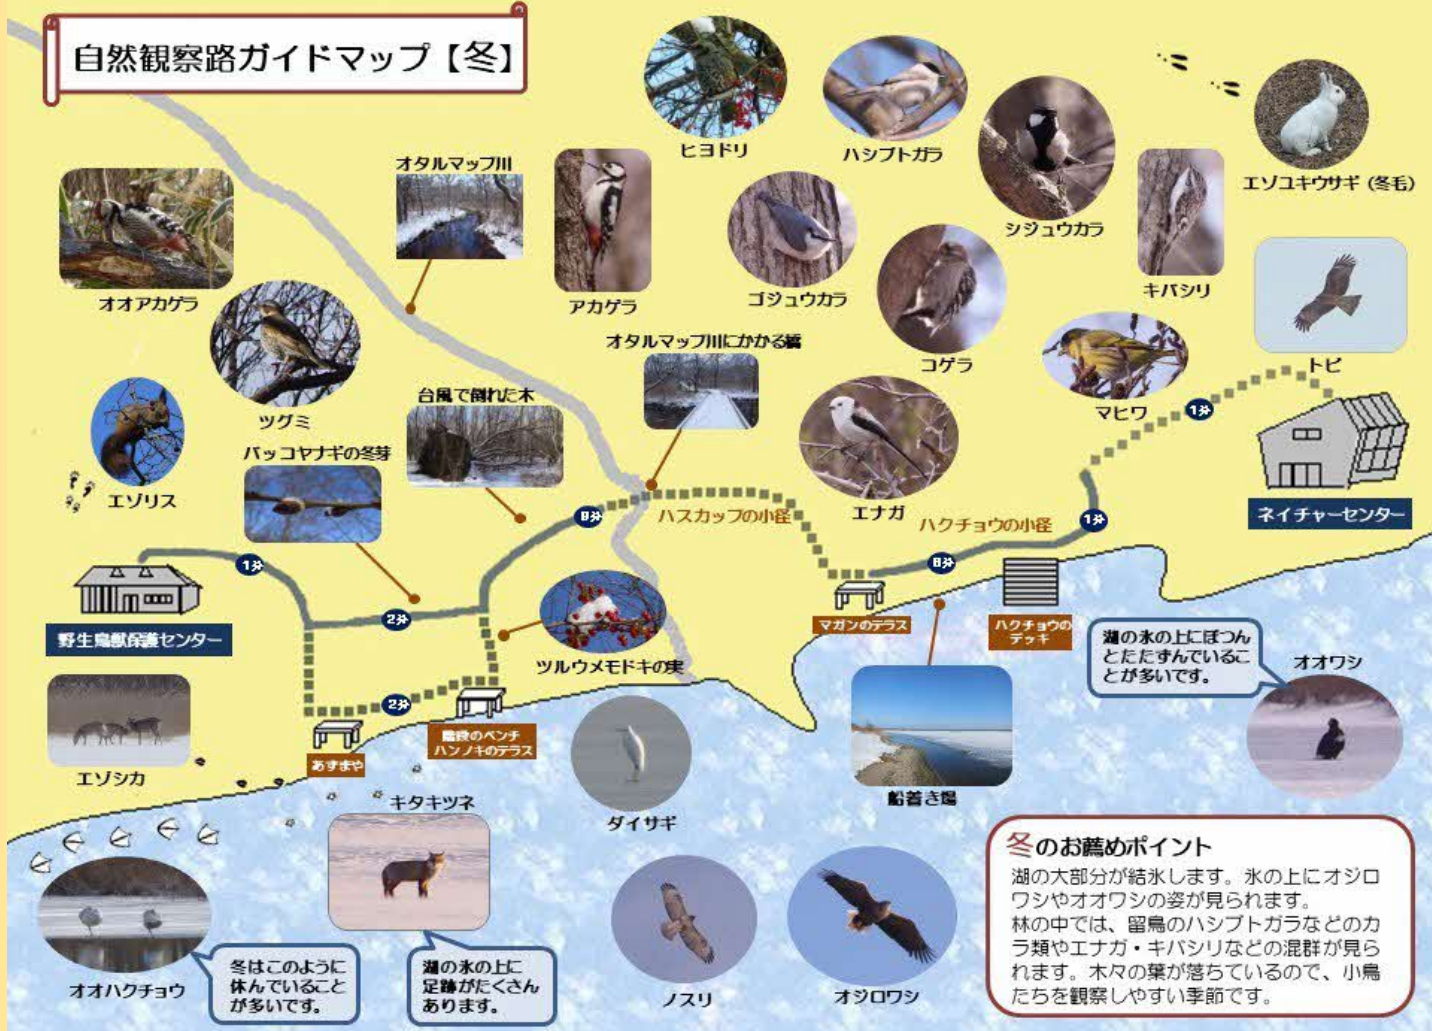 自然観察路ガイドマップ【冬】
ヒヨドリ
ハシブトガラ
シジュウカラ
エゾユキウサギ（冬毛）
オタルマップ川
オオアカゲラ
アカゲラ
ゴジュウカラ
キバシリ
コゲラ
トビ
ツグミ
オタルマップ川にかかる橋
台風で倒れた木
マヒワ
1分
バッコヤナギの冬芽
エゾリス
エナガ
ハスカップの小径
ハクチョウの小径
ネイチャーセンター
8分
1分
1分
8分
2分
野生鳥獣保護センター
マガンのテラス
ハクチョウの
デッキ
ツルウメモドキの実
湖の氷の上にぽつん
とたたずんでいるこ
とが多いです。
オオワシ
2分
階段のベンチ
ハンノキのテラス
あずまや
エゾシカ
キタキツネ
ダイサギ
船着き場
冬のお薦めポイント
湖の大部分が結氷します。氷の上にオジロ
ワシやオオワシの姿が見られます。
林の中では、留鳥のハシブトガラなどのカ
ラ類やエナガ・キバシリなどの混群が見ら
れます。木々の葉が落ちているので、小鳥
たちを観察しやすい季節です。
オオハクチョウ
冬はこのように
休んでいること
が多いです。
湖の氷の上に
足跡がたくさん
あります。
ノスリ
オジロワシ